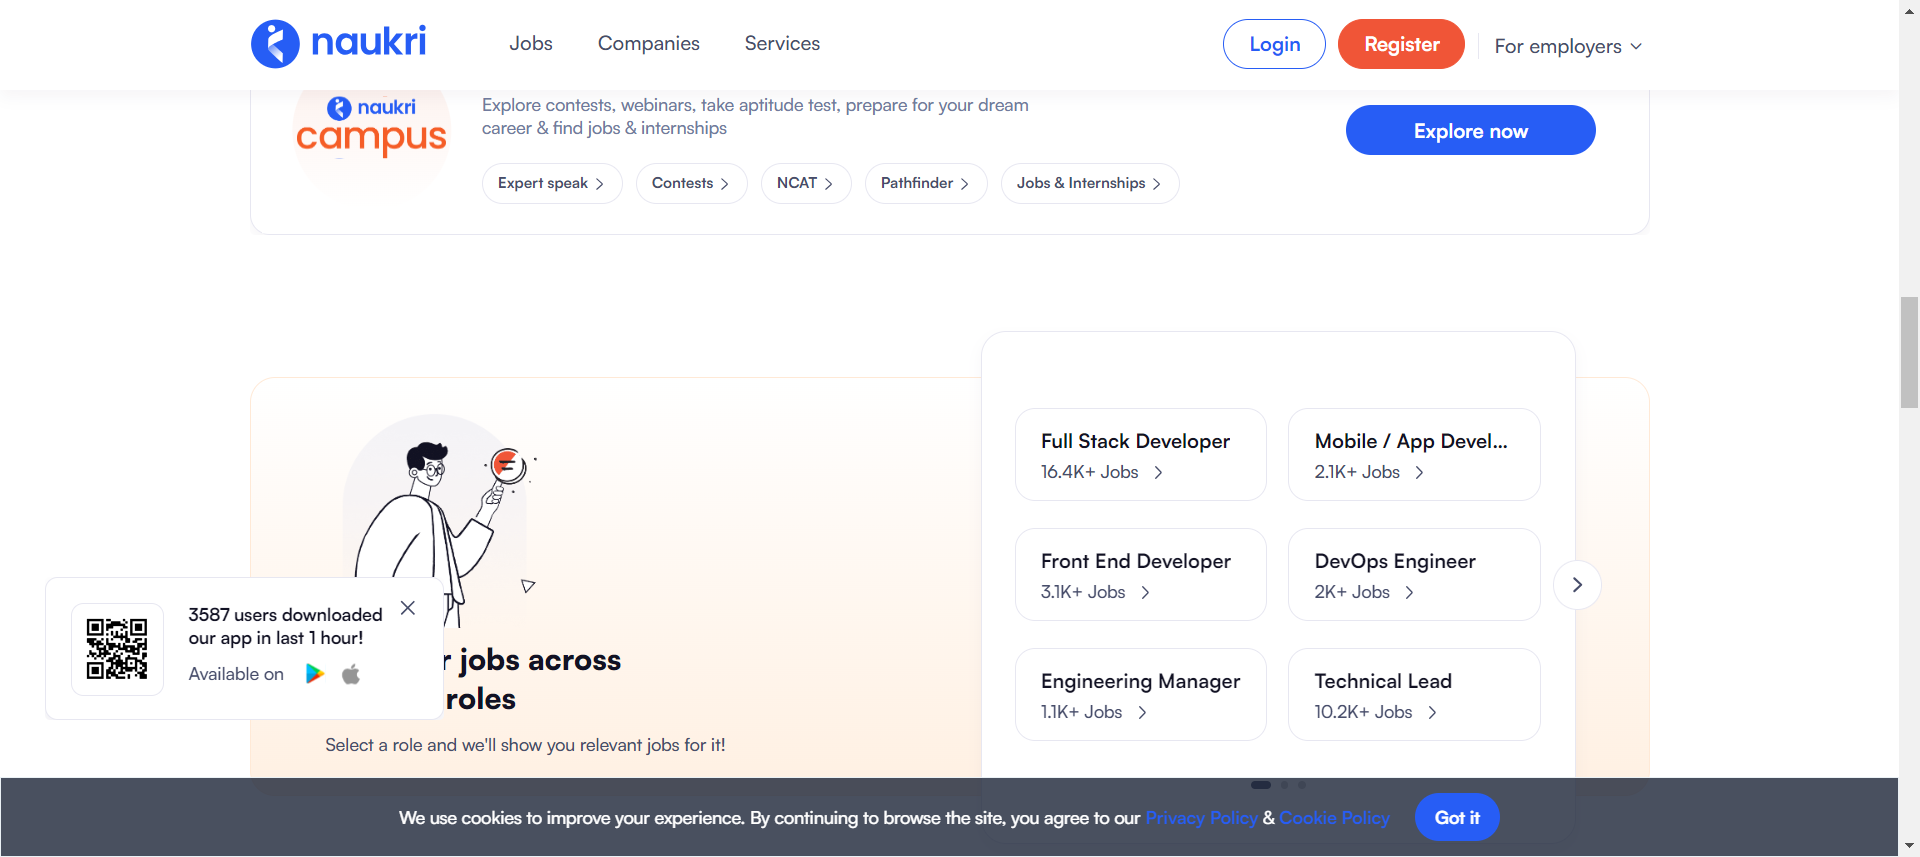 naukri
Jobs
Companies
Services
Login
Register
For employers
naukri
campus
Explore contests, webinars, take aptitude test, prepare for your dream
career & find jobs & internships
Explore now
Expert speak
Contests
NCAT
Pathfinder
Jobs & Internships
Full Stack Developer
16.4K+ Jobs
Mobile / App Devel...
2.1K+ Jobs
Front End Developer
3.1K+ Jobs
DevOps Engineer
2K+ Jobs
Engineering Manager
1.1K+ Jobs
Technical Lead
10.2K+ Jobs
3587 users downloaded
our app in last 1 hour!
Available on
jobs across
roles
Select a role and we'll show you relevant jobs for it!
We use cookies to improve your experience. By continuing to browse the site, you agree to our Privacy Policy & Cookie Policy
Got it